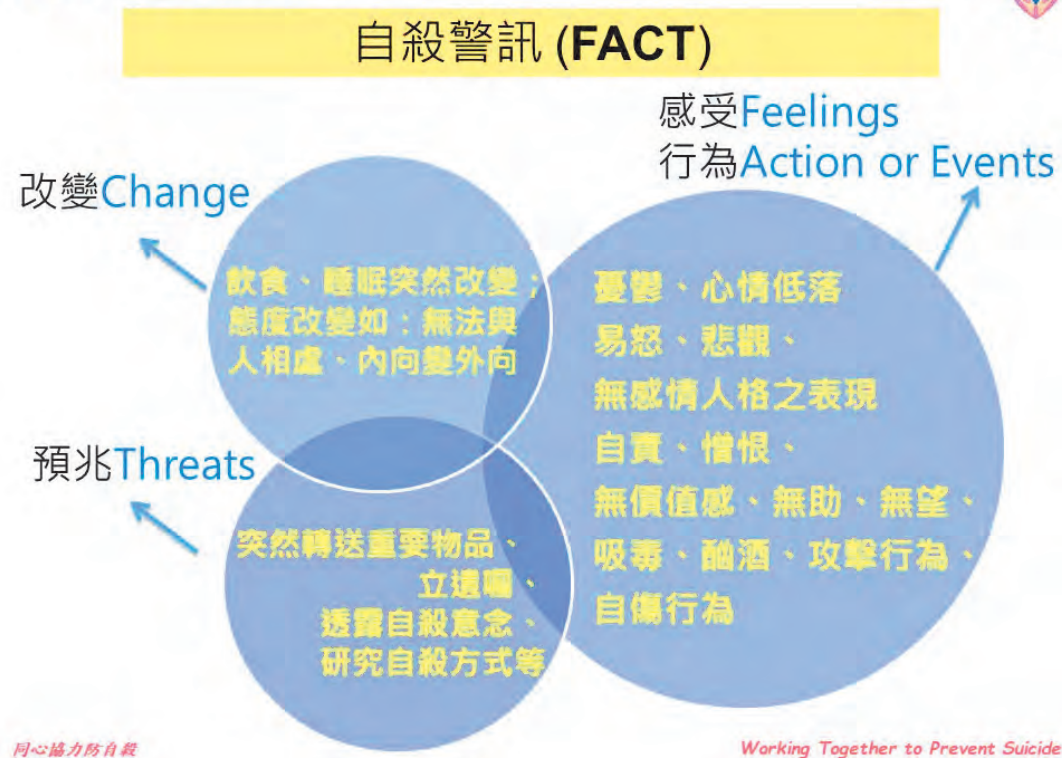 自殺警訊 (FACT)
感受Feelings
行為Action or Events
改變Change
飲食、睡眠突然改變；
態度改變如：無法與
人相處、內向變外向
憂鬱、心情低落
易怒、悲觀、
無感情人格之表現
自責、憎恨、
無價值感、無助、無望、
吸毒、酗酒、攻擊行為、
自傷行為
預兆Threats
突然轉送重要物品、
立遺囑、
透露自殺意念、
研究自殺方式等
同心協力防自殺
Working Together to Prevent Suicide